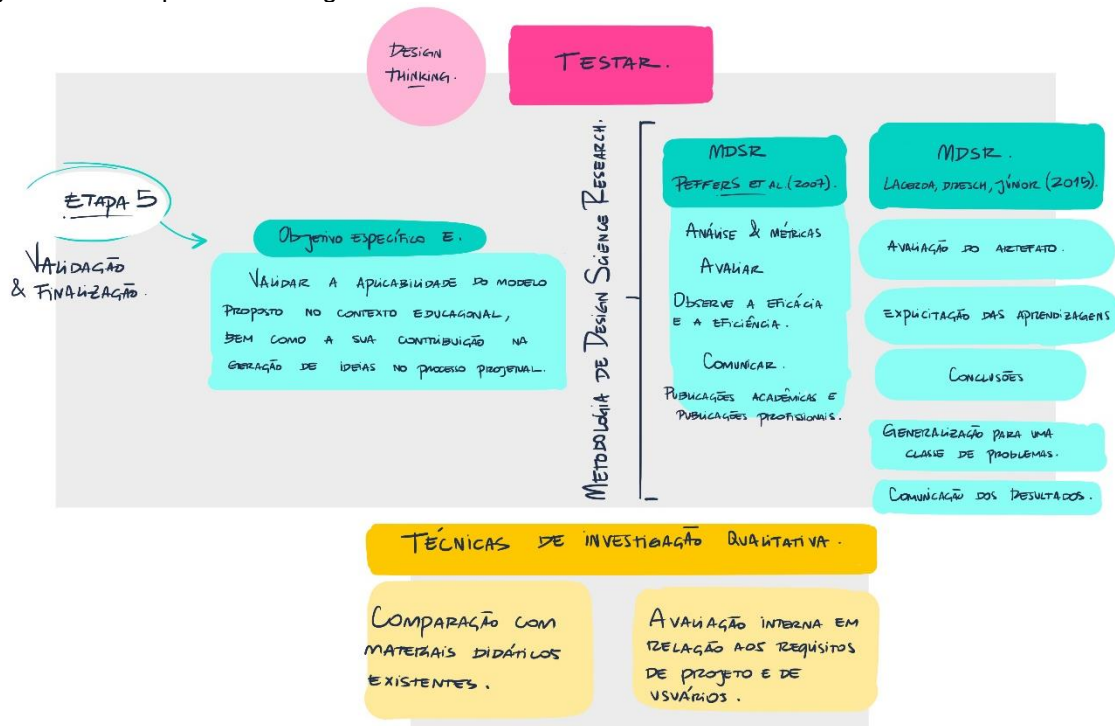 DESIGN
THINKING.
TESTAR.
ETAPA 5
VALIDAÇÃO
& FINALIZAÇÃO.
Objetivo específico E.
VALIDAR A APLICABILIDADE DO MODELO
PROPOSTO NO CONTEXTO EDUCACIONAL,
BEM COMO A SUA CONTRIBUIÇÃO NA
GERAÇÃO DE IDEIAS NO PROCESSO PROJETUAL.
METODOLOGIA DE DESIGN SCIENCE RESEARCH.
MDSR
PEFFERS ET AL. (2007).
ANÁLISE & MÉTRICAS
AVALIAR
OBSERVE A EFICÁCIA
E A EFICIÊNCIA.
COMUNICAR.
PUBLICAÇÕES ACADÊMICAS E
PUBLICAÇÕES PROFISSIONAIS.
MDSR.
LACERDA, DRESCH, JÚNIOR (2015).
AVALIAÇÃO DO ARTEFATO.
EXPLICITAÇÃO DAS APRENDIZAGENS
CONCLUSÕES
GENERALIZAÇÃO PARA UMA
CLASSE DE PROBLEMAS.
COMUNICAÇÃO DOS RESULTADOS.
TÉCNICAS DE INVESTIGAÇÃO QUALITATIVA.
COMPARAÇÃO COM
MATERIAIS DIDÁTICOS
EXISTENTES.
AVALIAÇÃO INTERNA EM
RELAÇÃO AOS REQUISITOS
DE PROJETO E DE
USUÁRIOS.